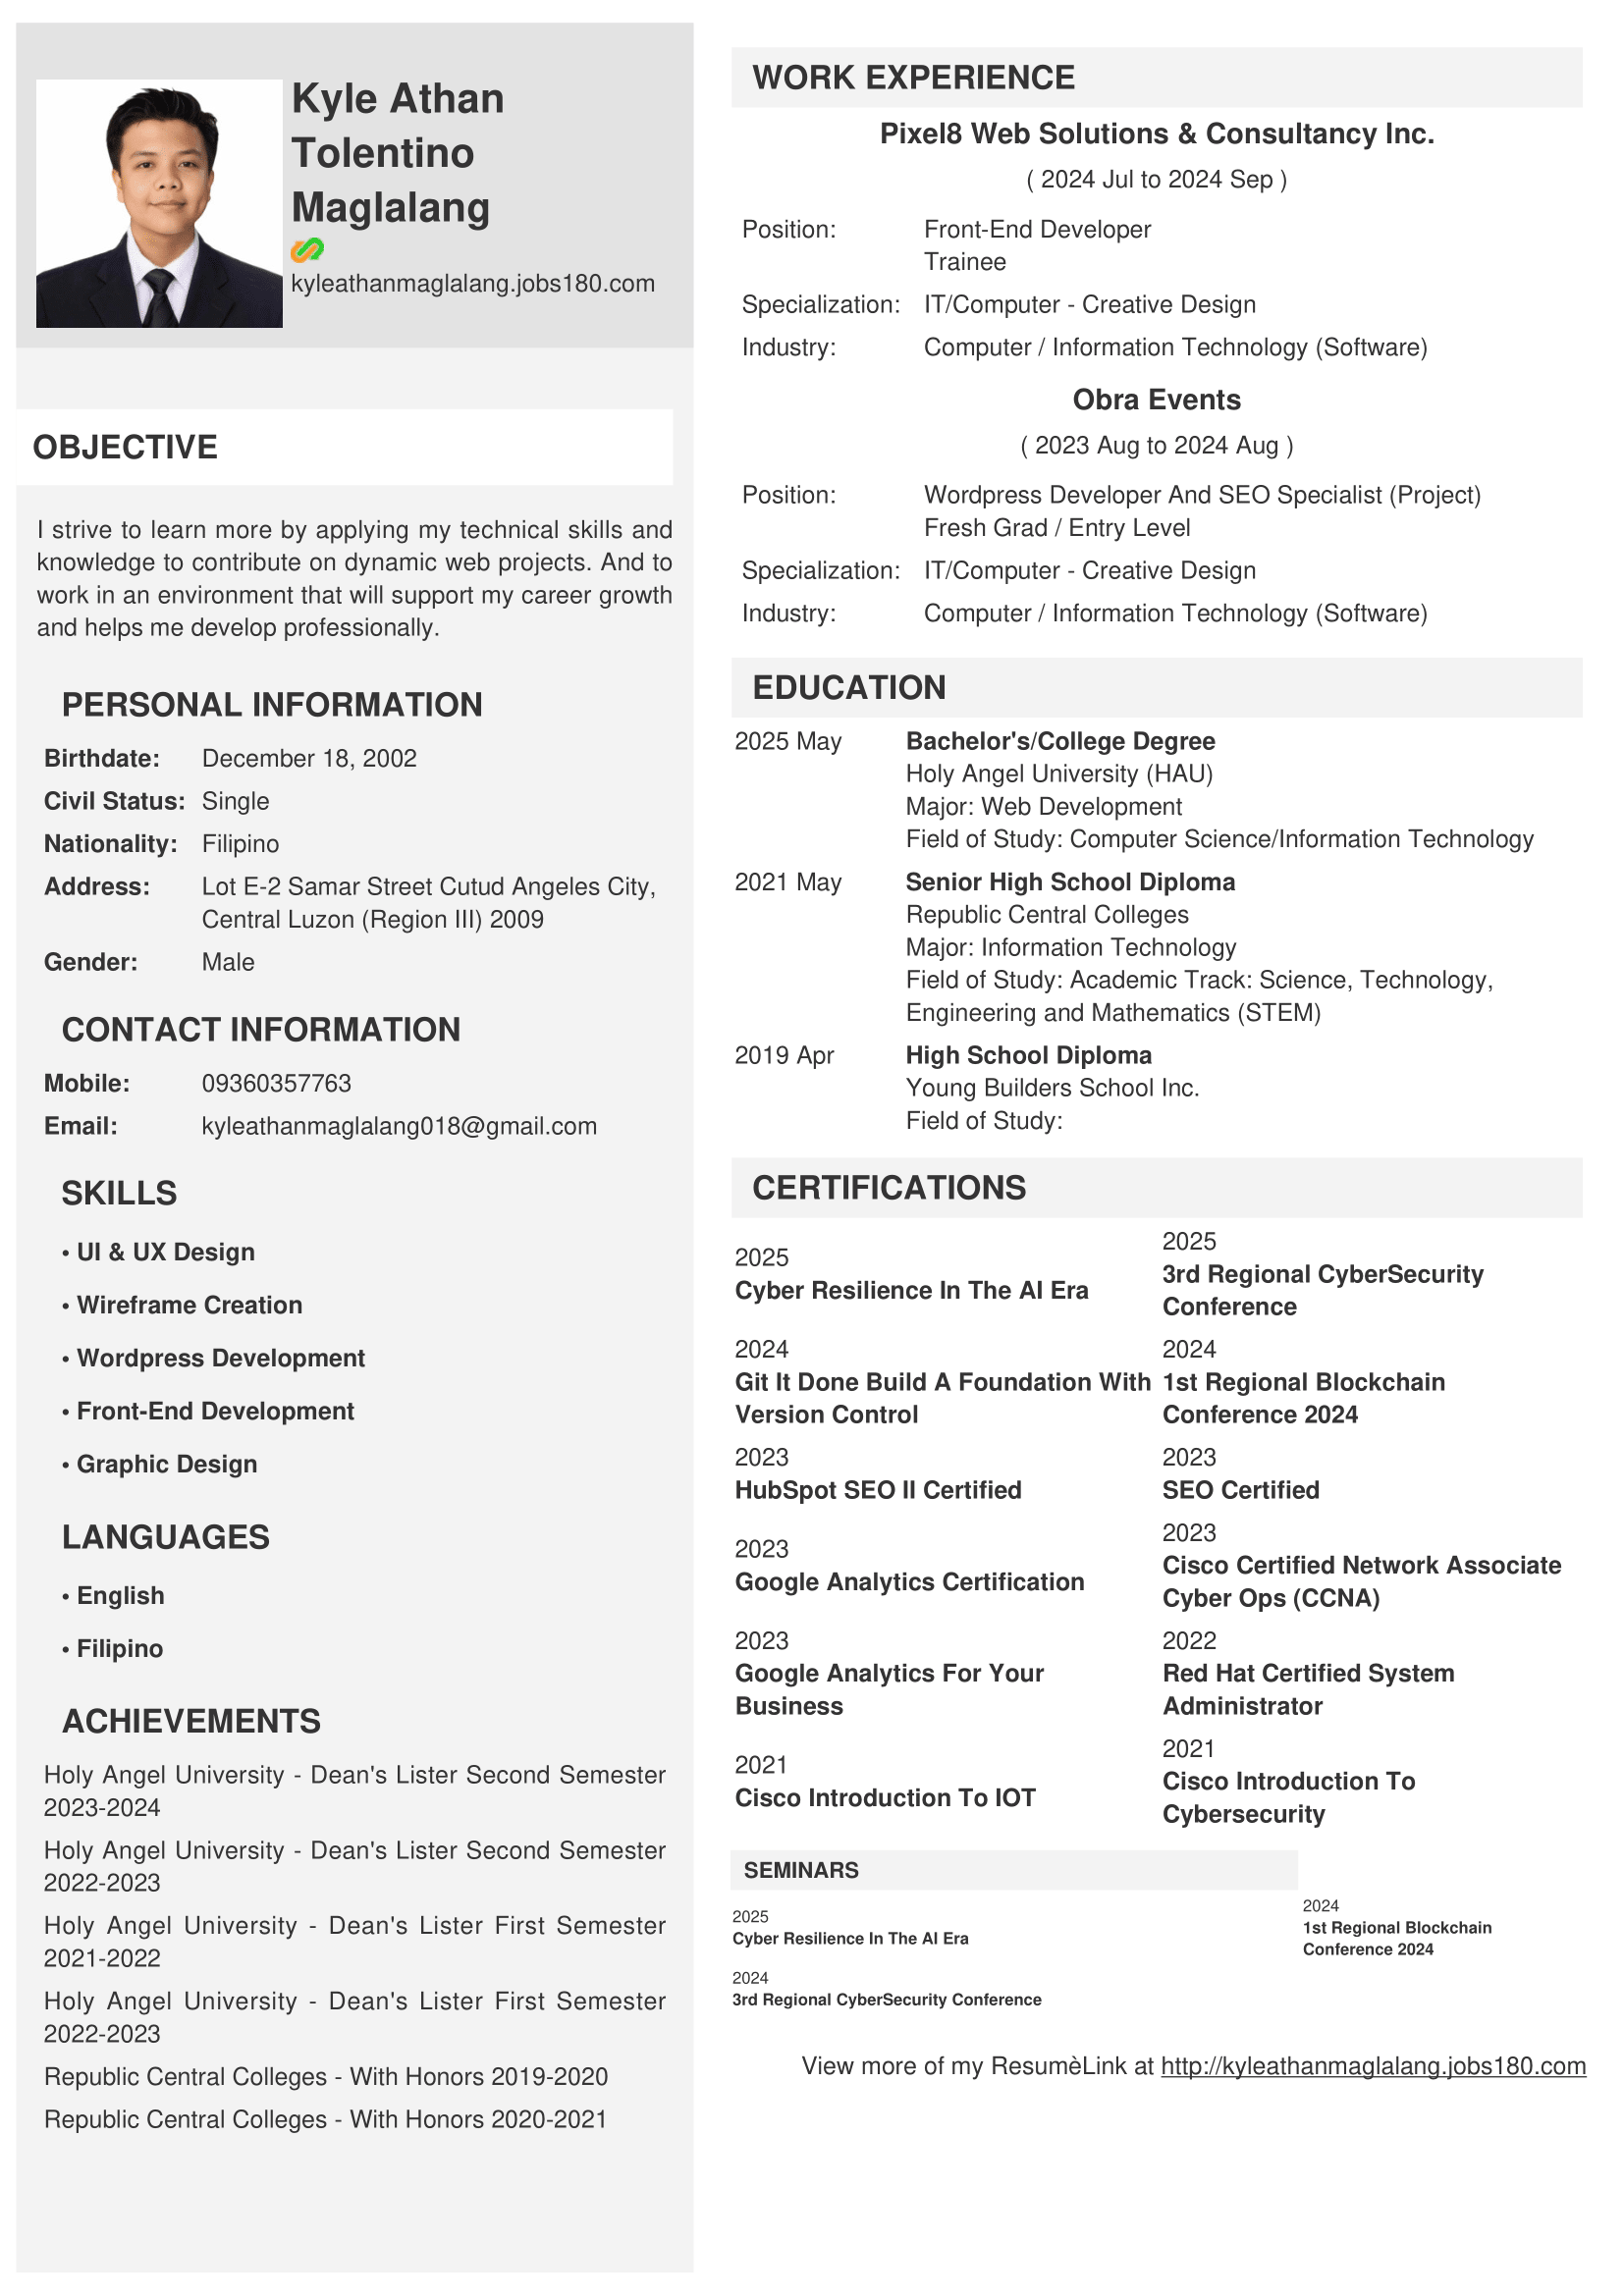 Kyle Athan
Tolentino
Maglalang
kyleathanmaglalang.jobs180.com
OBJECTIVE
I strive to learn more by applying my technical skills and
knowledge to contribute on dynamic web projects. And to
work in an environment that will support my career growth
and helps me develop professionally.
PERSONAL INFORMATION
Birthdate: December 18, 2002
Civil Status: Single
Nationality: Filipino
Address: Lot E-2 Samar Street Cutud Angeles City,
Central Luzon (Region III) 2009
Gender: Male
CONTACT INFORMATION
Mobile: 09360357763
Email: kyleathanmaglalang018@gmail.com
SKILLS
• UI & UX Design
• Wireframe Creation
• Wordpress Development
• Front-End Development
• Graphic Design
LANGUAGES
• English
• Filipino
ACHIEVEMENTS
Holy Angel University - Dean's Lister Second Semester
2023-2024
Holy Angel University - Dean's Lister Second Semester
2022-2023
Holy Angel University - Dean's Lister First Semester
2021-2022
Holy Angel University - Dean's Lister First Semester
2022-2023
Republic Central Colleges - With Honors 2019-2020
Republic Central Colleges - With Honors 2020-2021
WORK EXPERIENCE
Pixel8 Web Solutions & Consultancy Inc.
( 2024 Jul to 2024 Sep )
Position: Front-End Developer
Trainee
Specialization: IT/Computer - Creative Design
Industry: Computer / Information Technology (Software)
Obra Events
( 2023 Aug to 2024 Aug )
Position: Wordpress Developer And SEO Specialist (Project)
Fresh Grad / Entry Level
Specialization: IT/Computer - Creative Design
Industry: Computer / Information Technology (Software)
EDUCATION
2025 May Bachelor's/College Degree
Holy Angel University (HAU)
Major: Web Development
Field of Study: Computer Science/Information Technology
2021 May Senior High School Diploma
Republic Central Colleges
Major: Information Technology
Field of Study: Academic Track: Science, Technology,
Engineering and Mathematics (STEM)
2019 Apr High School Diploma
Young Builders School Inc.
Field of Study:
CERTIFICATIONS
2025
Cyber Resilience In The AI Era
2025
3rd Regional CyberSecurity
Conference
2024
Git It Done Build A Foundation With
Version Control
2024
1st Regional Blockchain
Conference 2024
2023
HubSpot SEO II Certified
2023
SEO Certified
2023
Google Analytics Certification
2023
Cisco Certified Network Associate
Cyber Ops (CCNA)
2023
Google Analytics For Your
Business
2022
Red Hat Certified System
Administrator
2021
Cisco Introduction To IOT
2021
Cisco Introduction To
Cybersecurity
SEMINARS
2025
Cyber Resilience In The AI Era
2024
1st Regional Blockchain
Conference 2024
2024
3rd Regional CyberSecurity Conference
View more of my ResumèLink at http://kyleathanmaglalang.jobs180.com